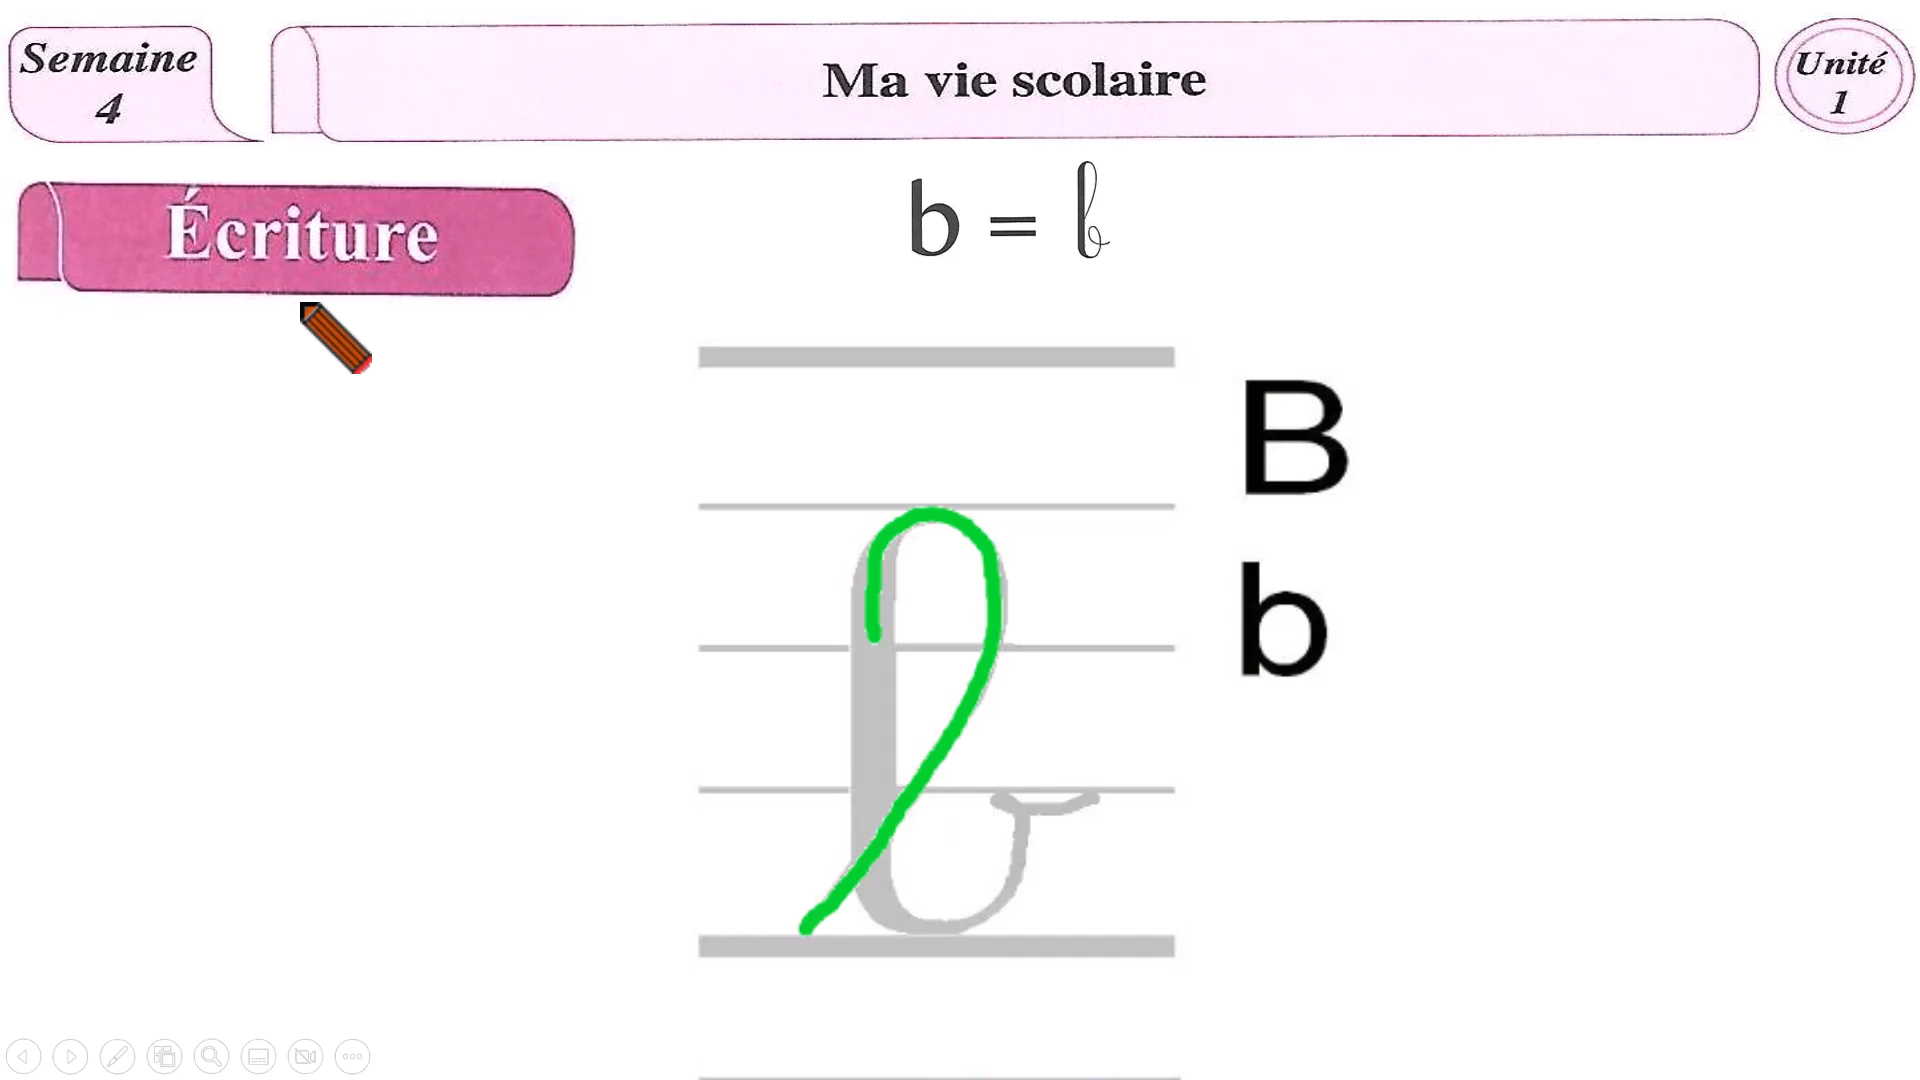 Semaine
4
Ma vie scolaire
Unité
1
Écriture
b = b
B
b
b